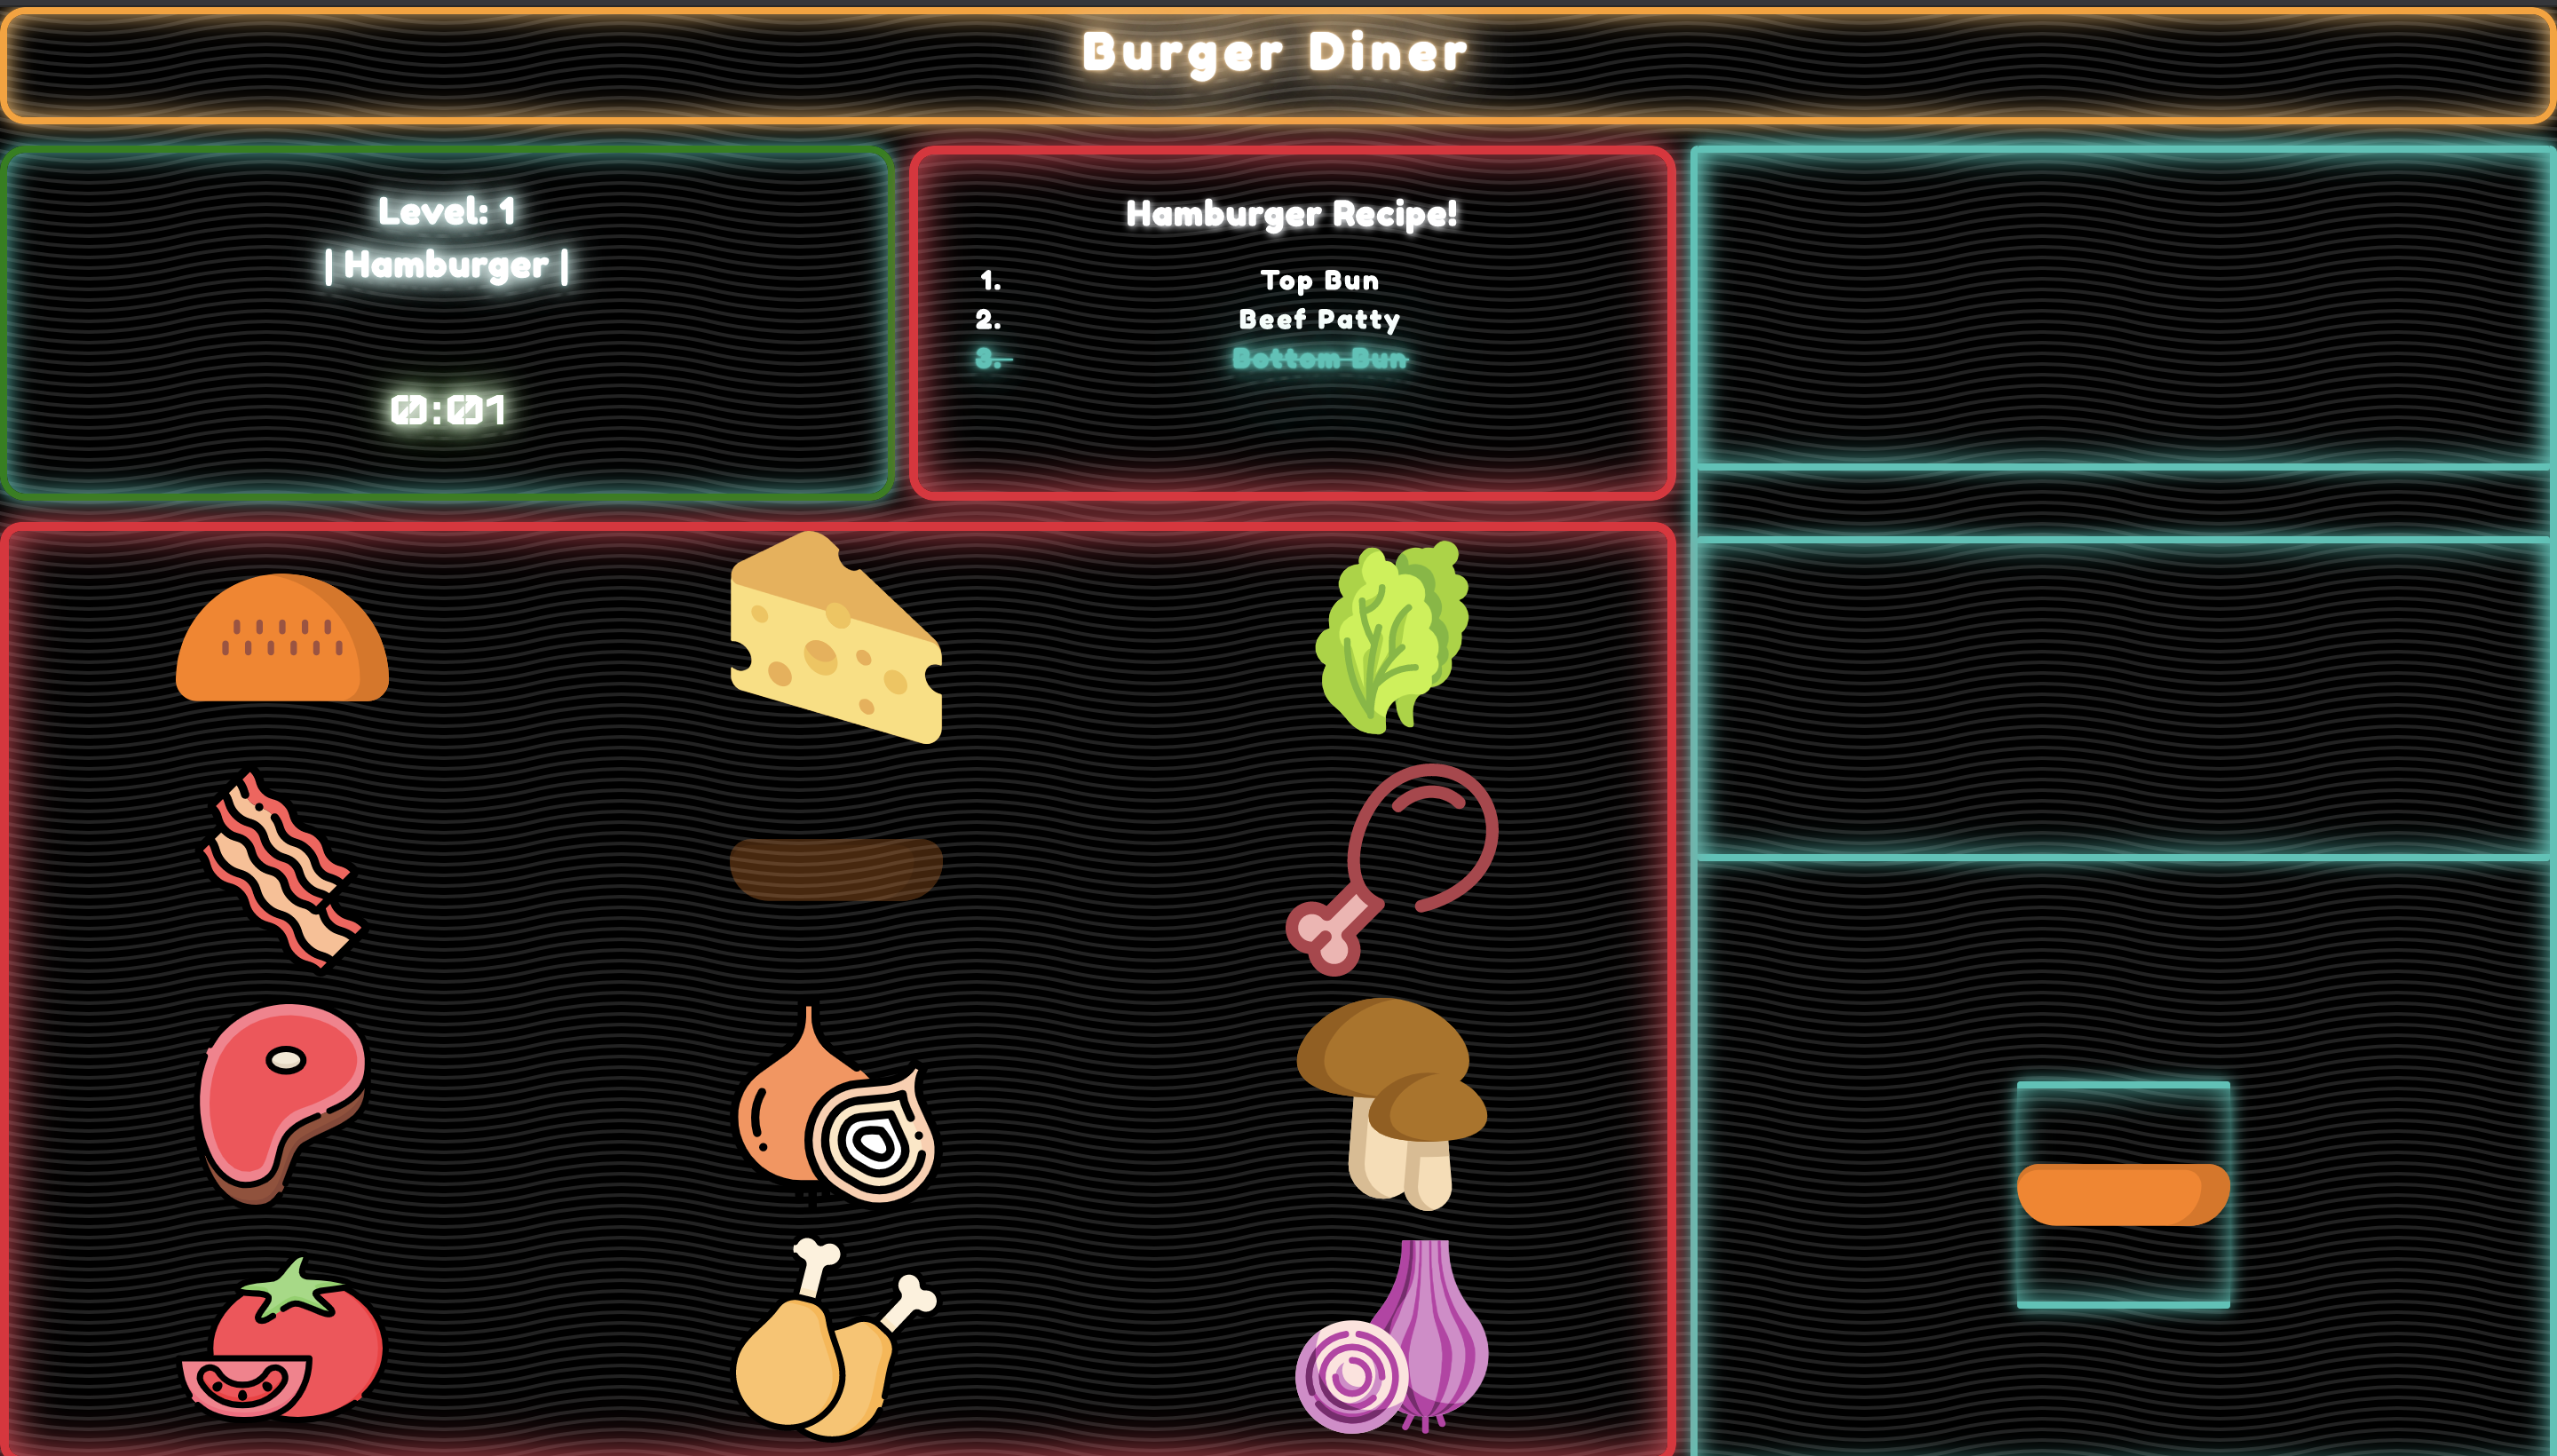 Burger Diner
Level: 1
| Hamburger |
0:01
Hamburger Recipe!
1. Top Bun
2. Beef Patty
3. Bottom Bun